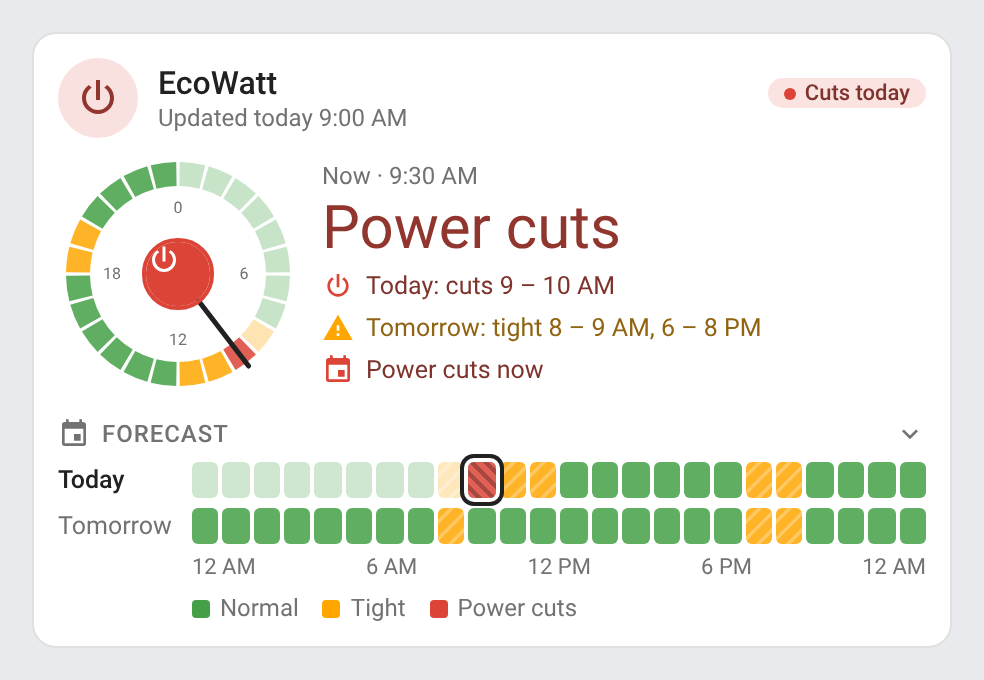 EcoWatt
Updated today 9:00 AM
Cuts today
0
18
6
12
Now · 9:30 AM
Power cuts
Today: cuts 9 – 10 AM
Tomorrow: tight 8 – 9 AM, 6 – 8 PM
Power cuts now
FORECAST
Today
Tomorrow
12 AM 6 AM 12 PM 6 PM 12 AM
Normal Tight Power cuts